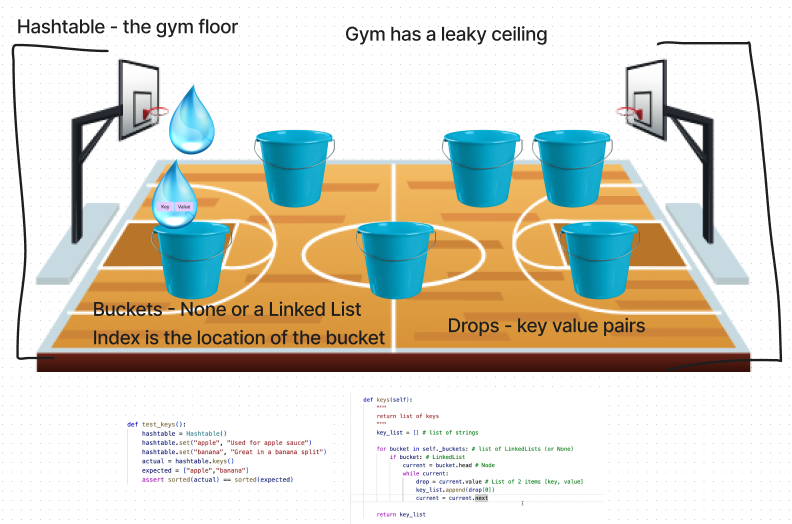 Hashtable - the gym floor
Gym has a leaky ceiling
Key Value
Buckets - None or a Linked List
Index is the location of the bucket
Drops - key value pairs
def test_keys():
    hashtable = Hashtable()
    hashtable.set("apple", "Used for apple sauce")
    hashtable.set("banana", "Great in a banana split")
    actual = hashtable.keys()
    expected = ["apple","banana"]
    assert sorted(actual) == sorted(expected)
def keys(self):
    """
    return list of keys
    """
    key_list = [] # list of strings
    for bucket in self._buckets: # list of LinkedLists (or None)
        if bucket: # LinkedList
            current = bucket.head # Node
            while current:
                drop = current.value # List of 2 items [key, value]
                key_list.append(drop[0])
                current = current.next
    return key_list